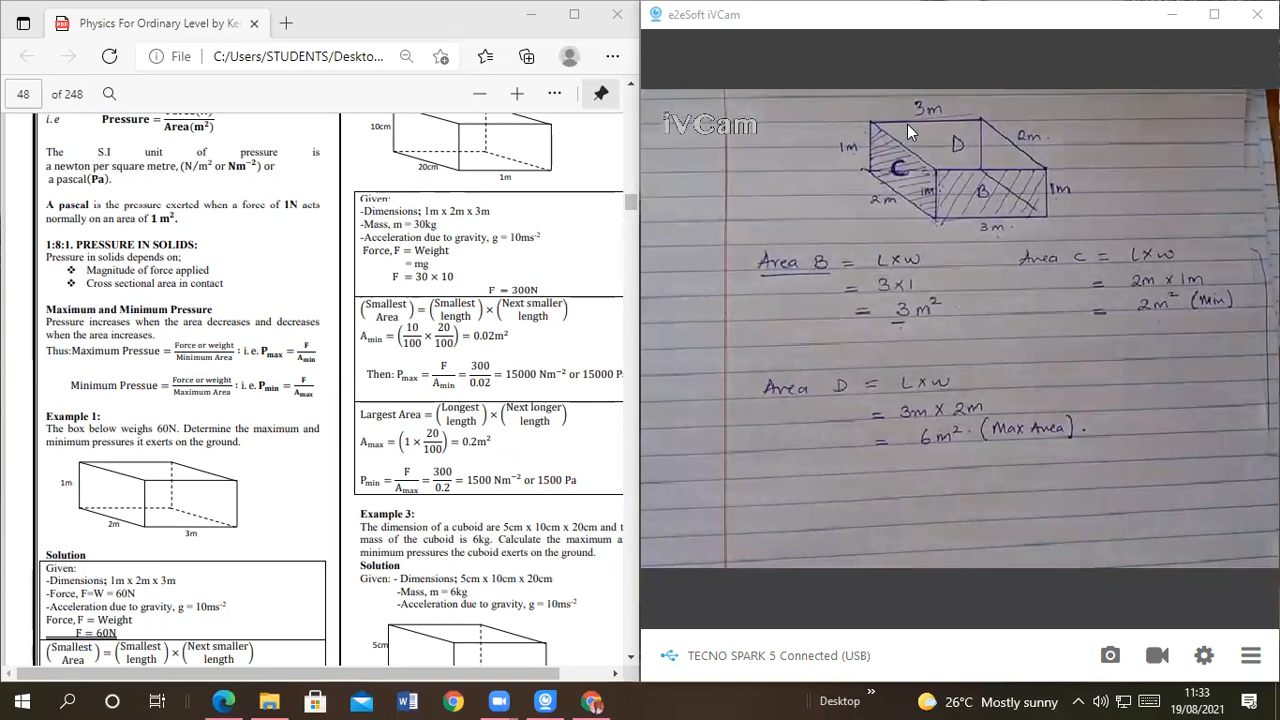 Physics For Ordinary Level by Ke
File
C:/Users/STUDENTS/Deskto...
48 of 248
i.e Pressure =
Area(m²)
The S.I unit of pressure is
a newton per square metre, (N/m² or Nm⁻²) or
a pascal(Pa).
A pascal is the pressure exerted when a force of 1N acts
normally on an area of 1 m².
1:8:1. PRESSURE IN SOLIDS:
Pressure in solids depends on;
❖ Magnitude of force applied
❖ Cross sectional area in contact
Maximum and Minimum Pressure
Pressure increases when the area decreases and decreases
when the area increases.
Thus:Maximum Pressue = Force or weight / Minimum Area : i.e. Pmax = F / Amin
Minimum Pressue = Force or weight / Maximum Area : i.e. Pmin = F / Amax
Example 1:
The box below weighs 60N. Determine the maximum and
minimum pressures it exerts on the ground.
1m
2m
3m
Solution
Given:
-Dimensions; 1m x 2m x 3m
-Force, F=W = 60N
-Acceleration due to gravity, g = 10ms⁻²
Force, F = Weight
F = 60N
(Smallest Area) = (Smallest length) × (Next smaller length)
10cm
20cm
1m
Given:
-Dimensions; 1m x 2m x 3m
-Mass, m = 30kg
-Acceleration due to gravity, g = 10ms⁻²
Force, F = Weight
= mg
F = 30 × 10
F = 300N
(Smallest Area) = (Smallest length) × (Next smaller length)
Amin = (10/100 × 20/100) = 0.02m²
Then: Pmax = F / Amin = 300 / 0.02 = 15000 Nm⁻² or 15000 P
Largest Area = (Longest length) × (Next longer length)
Amax = (1 × 20/100) = 0.2m²
Pmin = F / Amax = 300 / 0.2 = 1500 Nm⁻² or 1500 Pa
Example 3:
The dimension of a cuboid are 5cm x 10cm x 20cm and t
mass of the cuboid is 6kg. Calculate the maximum a
minimum pressures the cuboid exerts on the ground.
Solution
Given: - Dimensions; 5cm x 10cm x 20cm
-Mass, m = 6kg
-Acceleration due to gravity, g = 10ms⁻²
5cm
e2eSoft iVCam
iVCam
3m
1m
D
2m.
C
1m
B
1m
2m
3m.
Area B = L x w
= 3 x 1
= 3m²
Area C = L x w
= 2m x 1m
= 2m² (Min)
Area D = L x w
= 3m x 2m
= 6m². (Max Area).
TECNO SPARK 5 Connected (USB)
Desktop
26°C Mostly sunny
11:33
19/08/2021